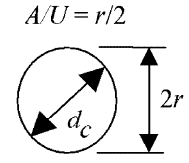 A/U = r/2
d_c
2r